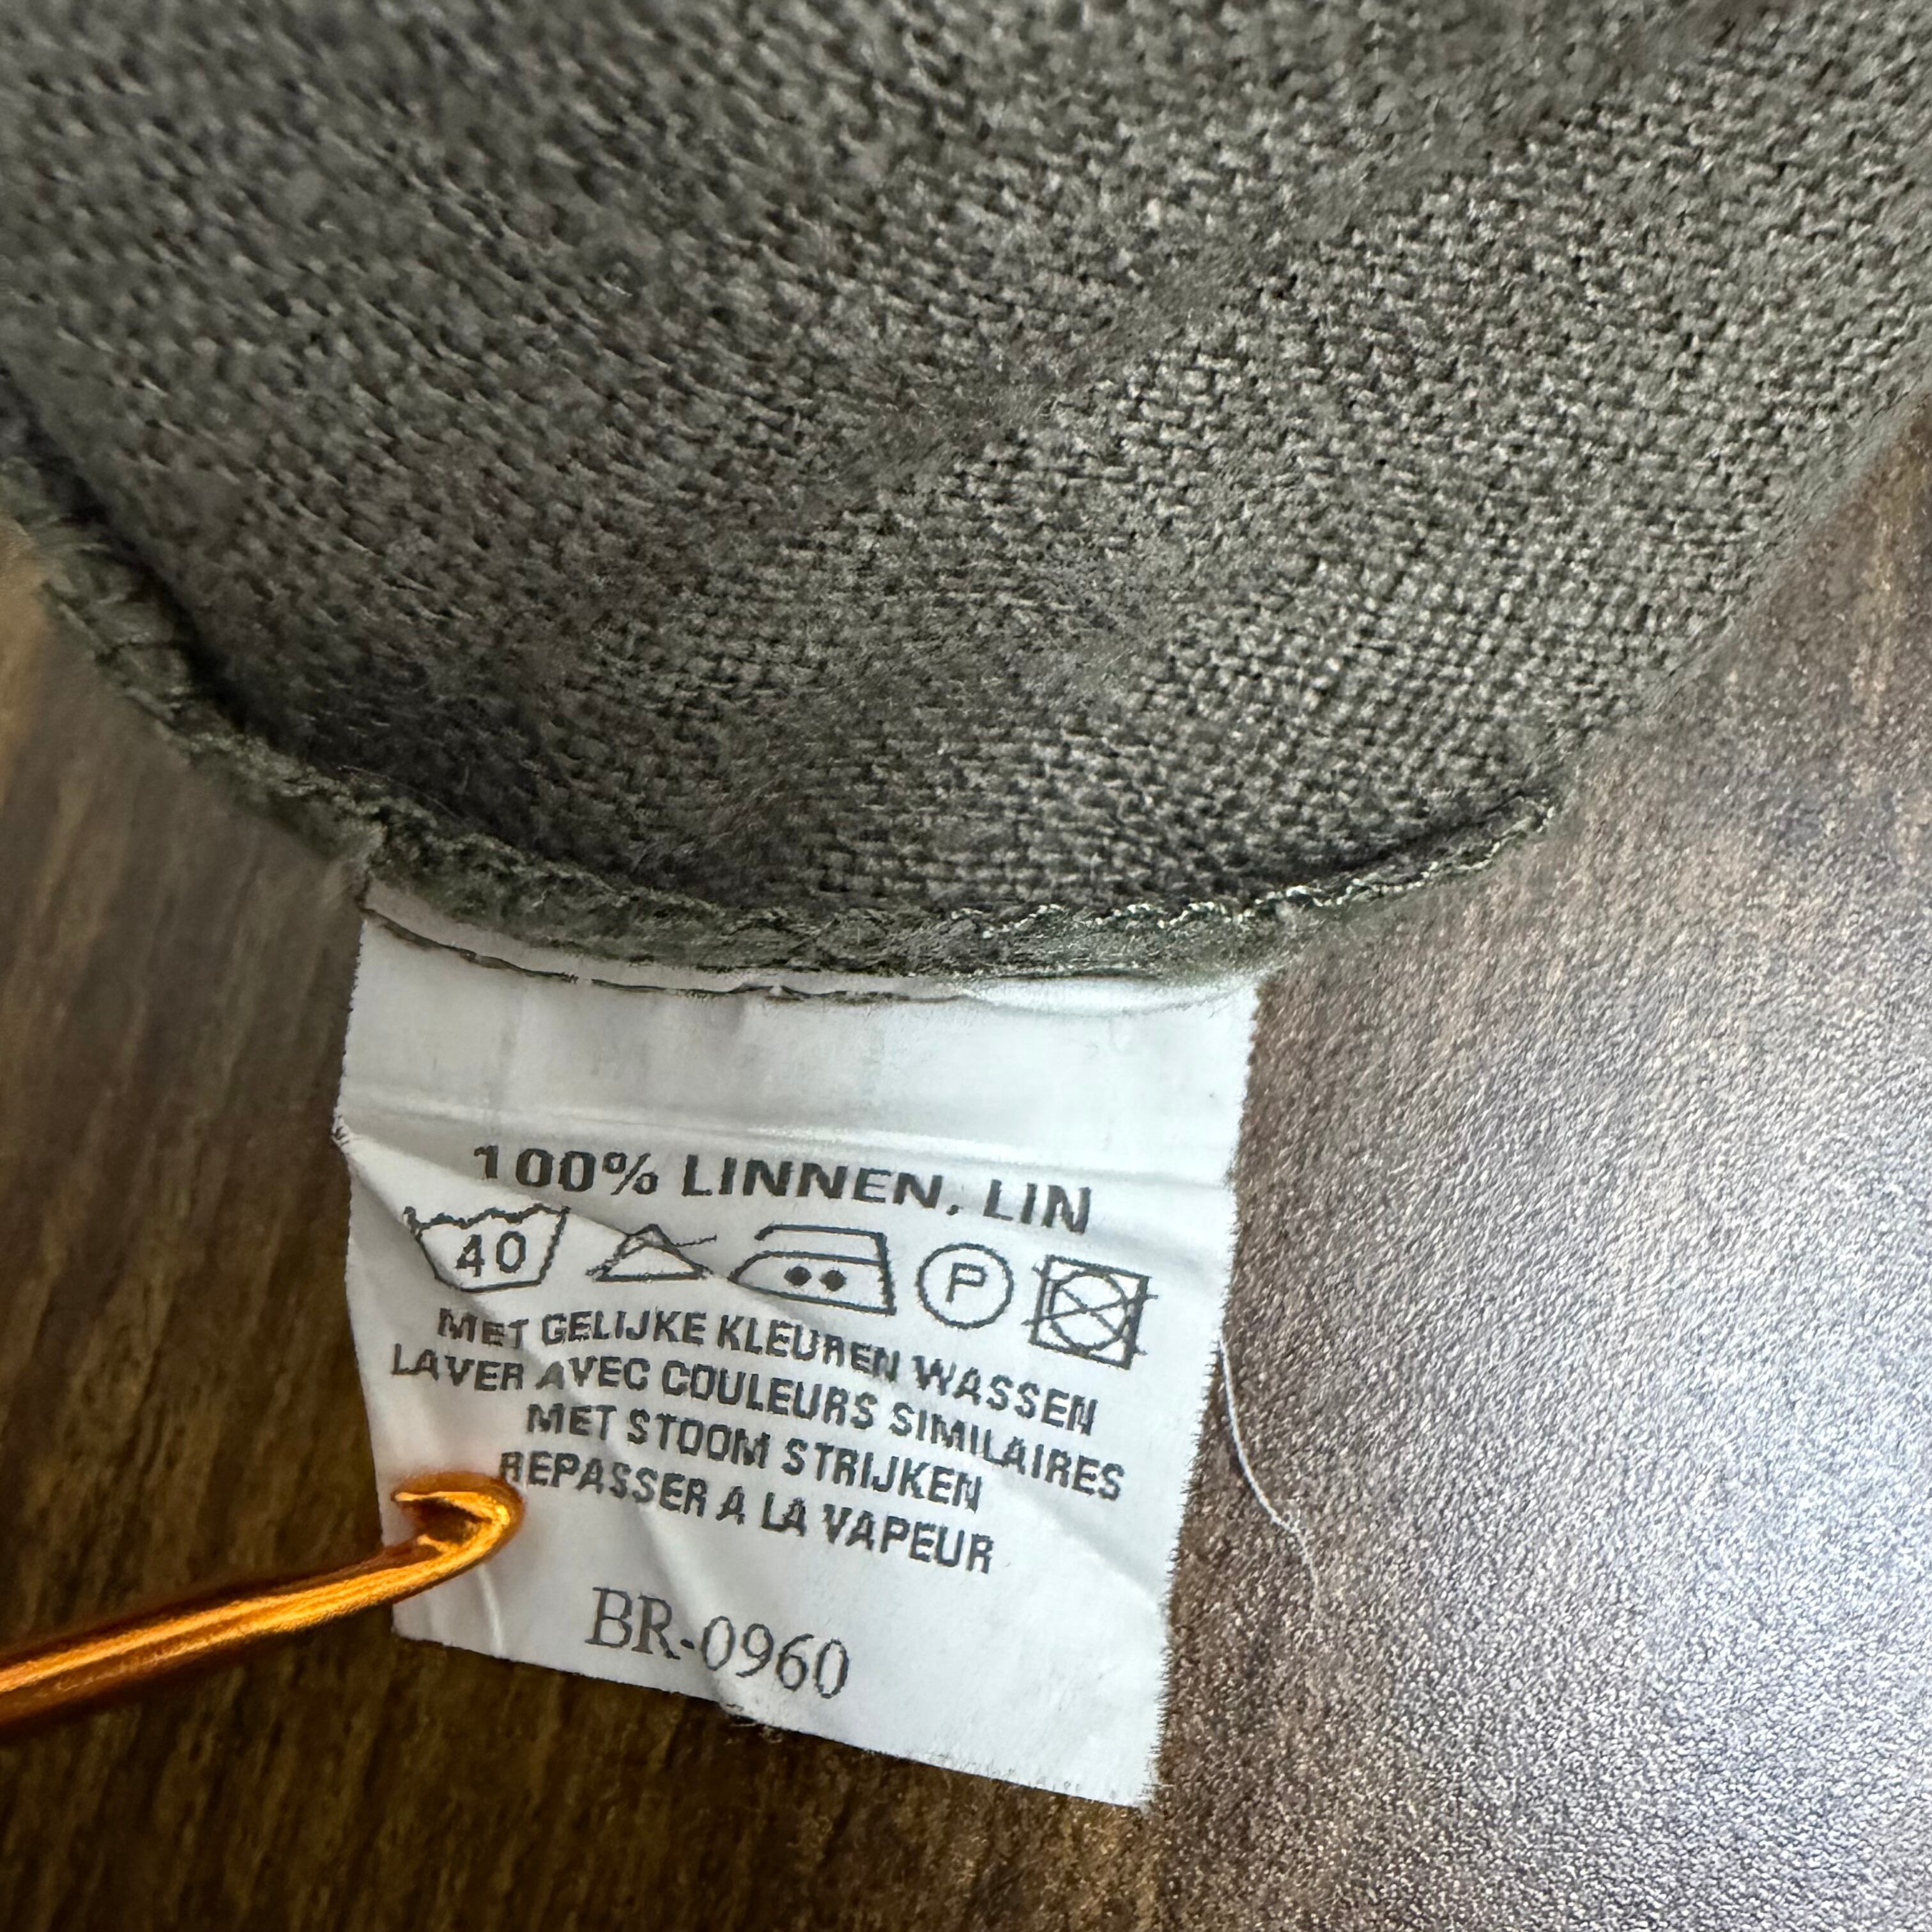 100% LINNEN, LIN
40 P
MET GELIJKE KLEUREN WASSEN
LAVER AVEC COULEURS SIMILAIRES
MET STOOM STRIJKEN
REPASSER A LA VAPEUR
BR-0960